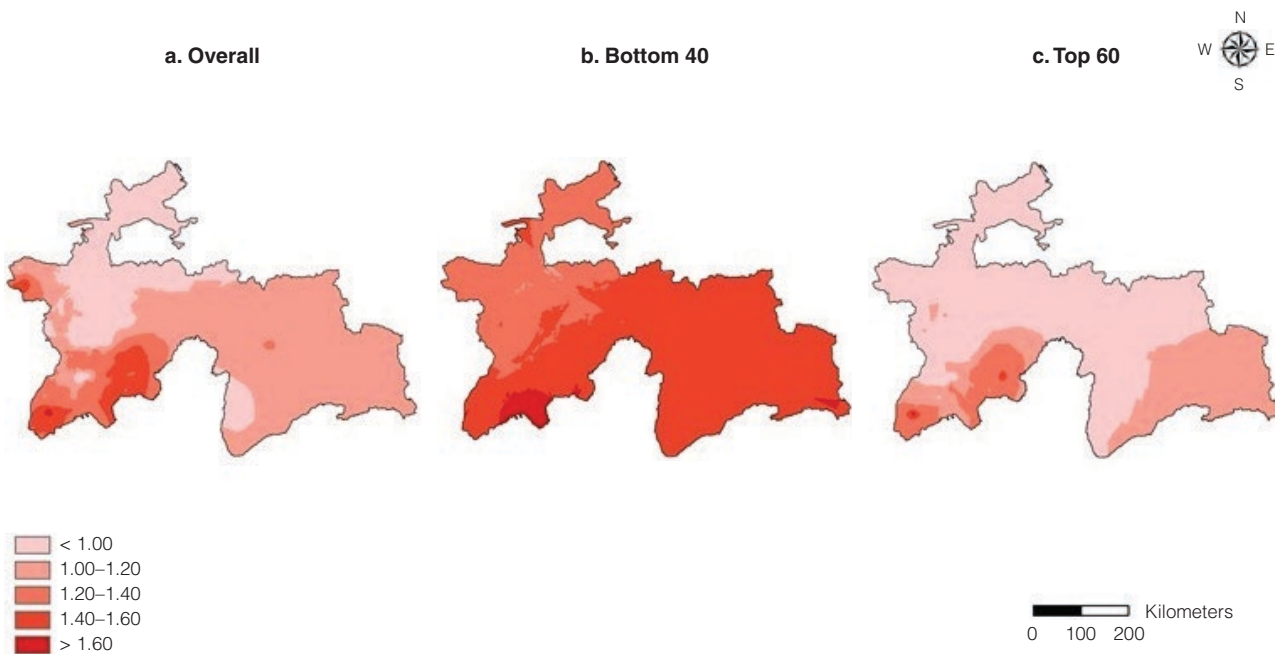 N
W E
S
a. Overall
b. Bottom 40
c. Top 60
< 1.00
1.00–1.20
1.20–1.40
1.40–1.60
> 1.60
Kilometers
0 100 200